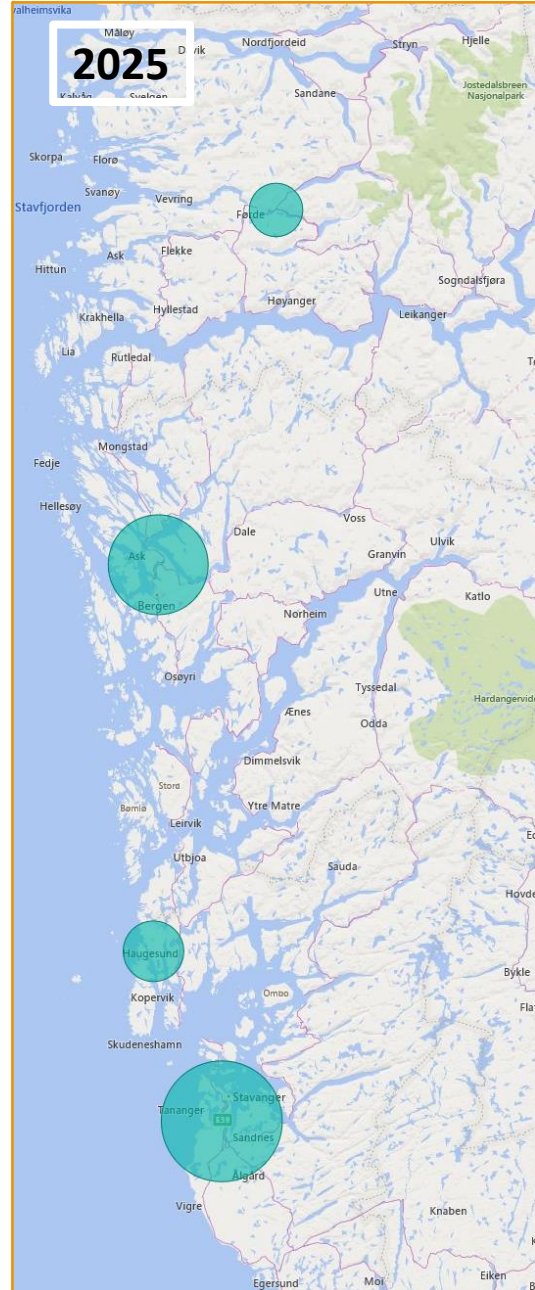 Måløy
Nordfjordeid
Stryn
Hjelle
2025
Sandane
Jostedalsbreen
Nasjonalpark
Skorpa
Florø
Svanøy
Vevring
Stavfjorden
Førde
Ask
Flekke
Hittun
Sogndalsfjøra
Høyanger
Hyllestad
Krakhella
Leikanger
Lia
Rutledal
Mongstad
Fedje
Hellesøy
Voss
Dale
Ulvik
Ask
Granvin
Utne
Katlo
Bergen
Norheim
Osøyri
Tyssedal
Ænes
Odda
Dimmelsvik
Stord
Ytre Matre
Bømlo
Leirvik
Utbjoa
Sauda
Haugesund
Bykle
Kopervik
Ombo
Skudeneshamn
Stavanger
Tananger
E39
Sandnes
Ålgård
Vigre
Knaben
Eiken
Egersund
Moi